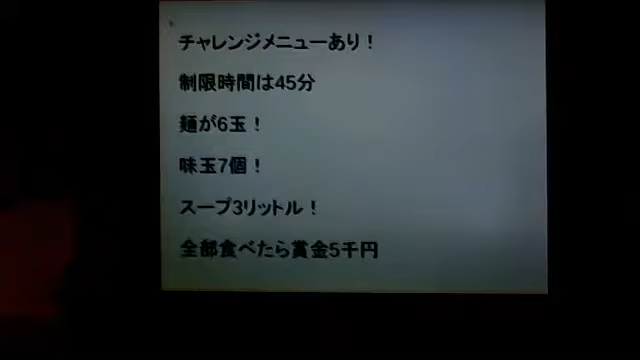 チャレンジメニューあり！
制限時間は45分
麺が6玉！
味玉7個！
スープ3リットル！
全部食べたら賞金5千円